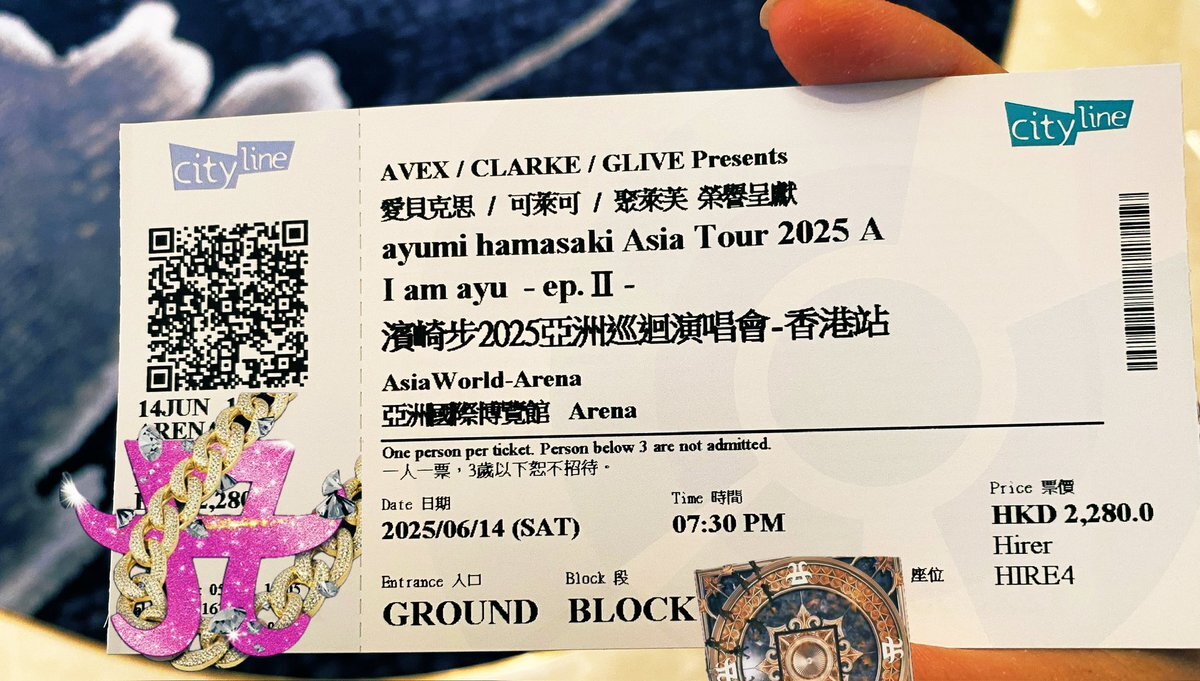 cityline
14JUN
ARENA
2,280
cityline
AVEX / CLARKE / GLIVE Presents
愛貝克思 / 可萊可 / 聚萊芙 榮譽呈獻
ayumi hamasaki Asia Tour 2025 A
I am ayu - ep.Ⅱ -
濱崎步2025亞洲巡迴演唱會-香港站
AsiaWorld-Arena
亞洲國際博覽館 Arena
One person per ticket. Person below 3 are not admitted.
一人一票，3歲以下恕不招待。
Date 日期
2025/06/14 (SAT)
Time 時間
07:30 PM
Price 票價
HKD 2,280.0
Hirer
HIRE4
Entrance 入口
GROUND
Block 段
BLOCK
座位